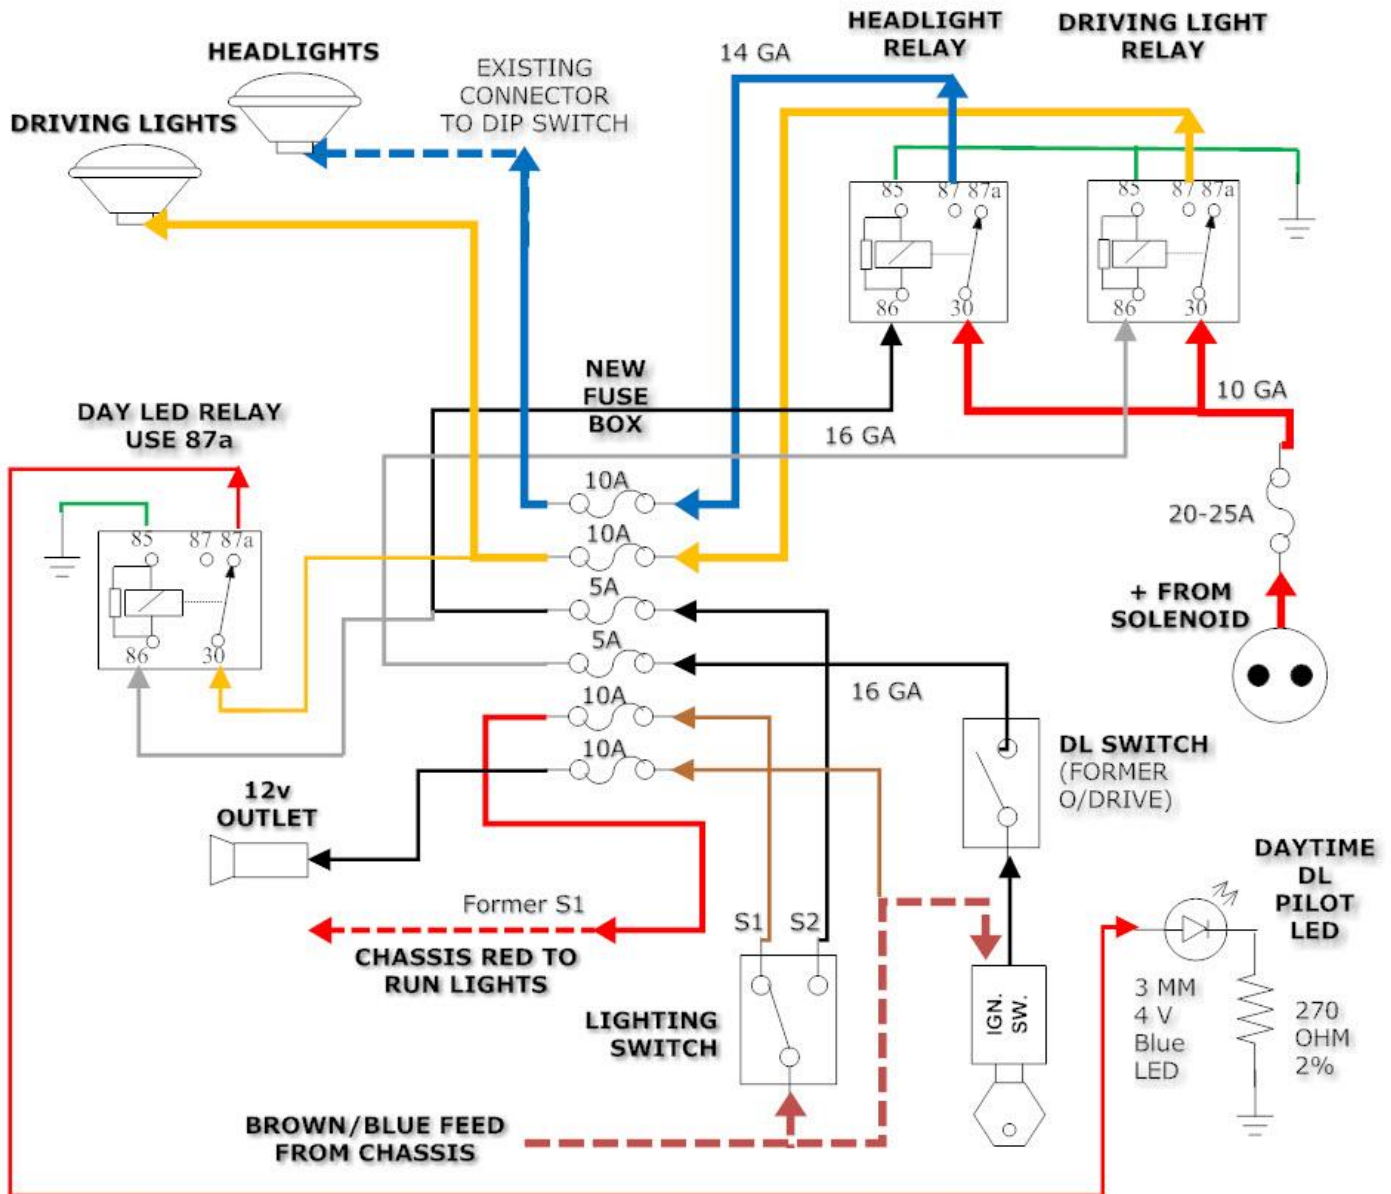 HEADLIGHT
RELAY
DRIVING LIGHT
RELAY
HEADLIGHTS
14 GA
EXISTING
CONNECTOR
TO DIP SWITCH
DRIVING LIGHTS
85
87
87a
86
30
85
87
87a
86
30
10 GA
16 GA
NEW
FUSE
BOX
DAY LED RELAY
USE 87a
85
87
87a
86
30
10A
10A
5A
5A
10A
10A
20-25A
+ FROM
SOLENOID
16 GA
DL SWITCH
(FORMER
O/DRIVE)
12v
OUTLET
Former S1
CHASSIS RED TO
RUN LIGHTS
S1
S2
LIGHTING
SWITCH
IGN.
SW.
DAYTIME
DL
PILOT
LED
3 MM
4 V
Blue
LED
270
OHM
2%
BROWN/BLUE FEED
FROM CHASSIS